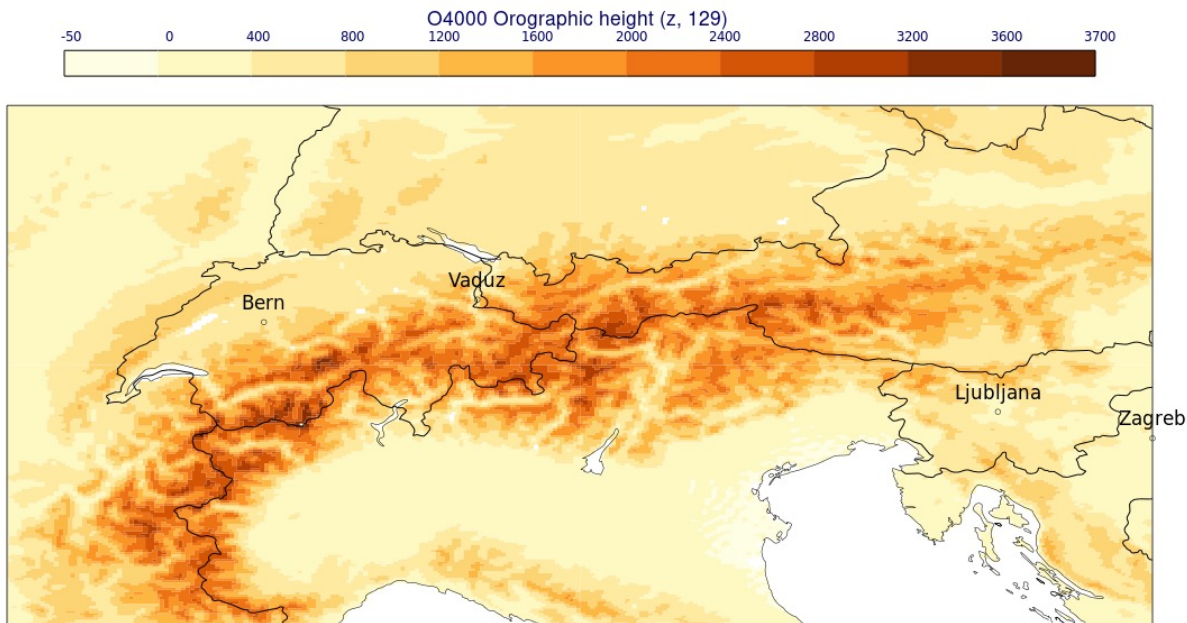 O4000 Orographic height (z, 129)
-50 0 400 800 1200 1600 2000 2400 2800 3200 3600 3700
Vaduz
Bern
Ljubljana
Zagreb